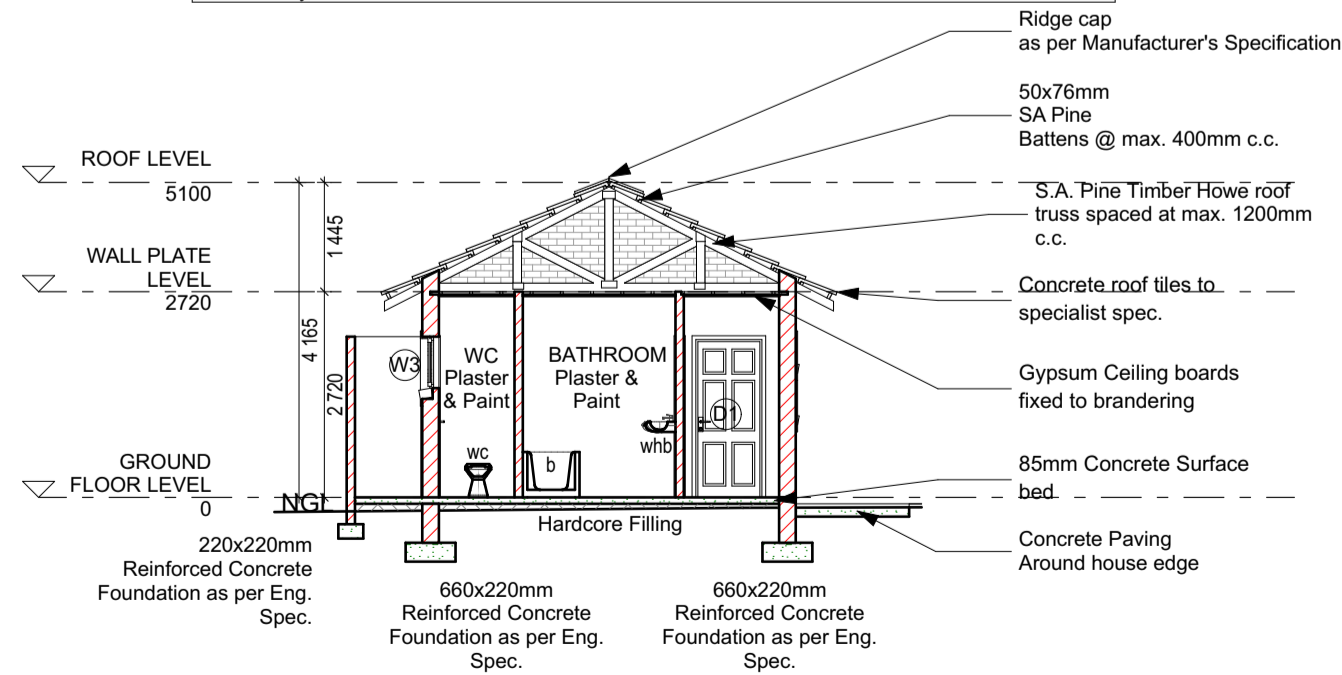 Ridge cap
as per Manufacturer's Specification
50x76mm
SA Pine
Battens @ max. 400mm c.c.
ROOF LEVEL
5100
S.A. Pine Timber Howe roof
truss spaced at max. 1200mm
c.c.
1 445
WALL PLATE
LEVEL
2720
Concrete roof tiles to
specialist spec.
4 165
2 720
W3
WC
Plaster
& Paint
BATHROOM
Plaster &
Paint
D1
Gypsum Ceiling boards
fixed to brandering
whb
wc
b
GROUND
FLOOR LEVEL
0
85mm Concrete Surface
bed
NGL
Hardcore Filling
Concrete Paving
Around house edge
220x220mm
Reinforced Concrete
Foundation as per Eng.
Spec.
660x220mm
Reinforced Concrete
Foundation as per Eng.
Spec.
660x220mm
Reinforced Concrete
Foundation as per Eng.
Spec.